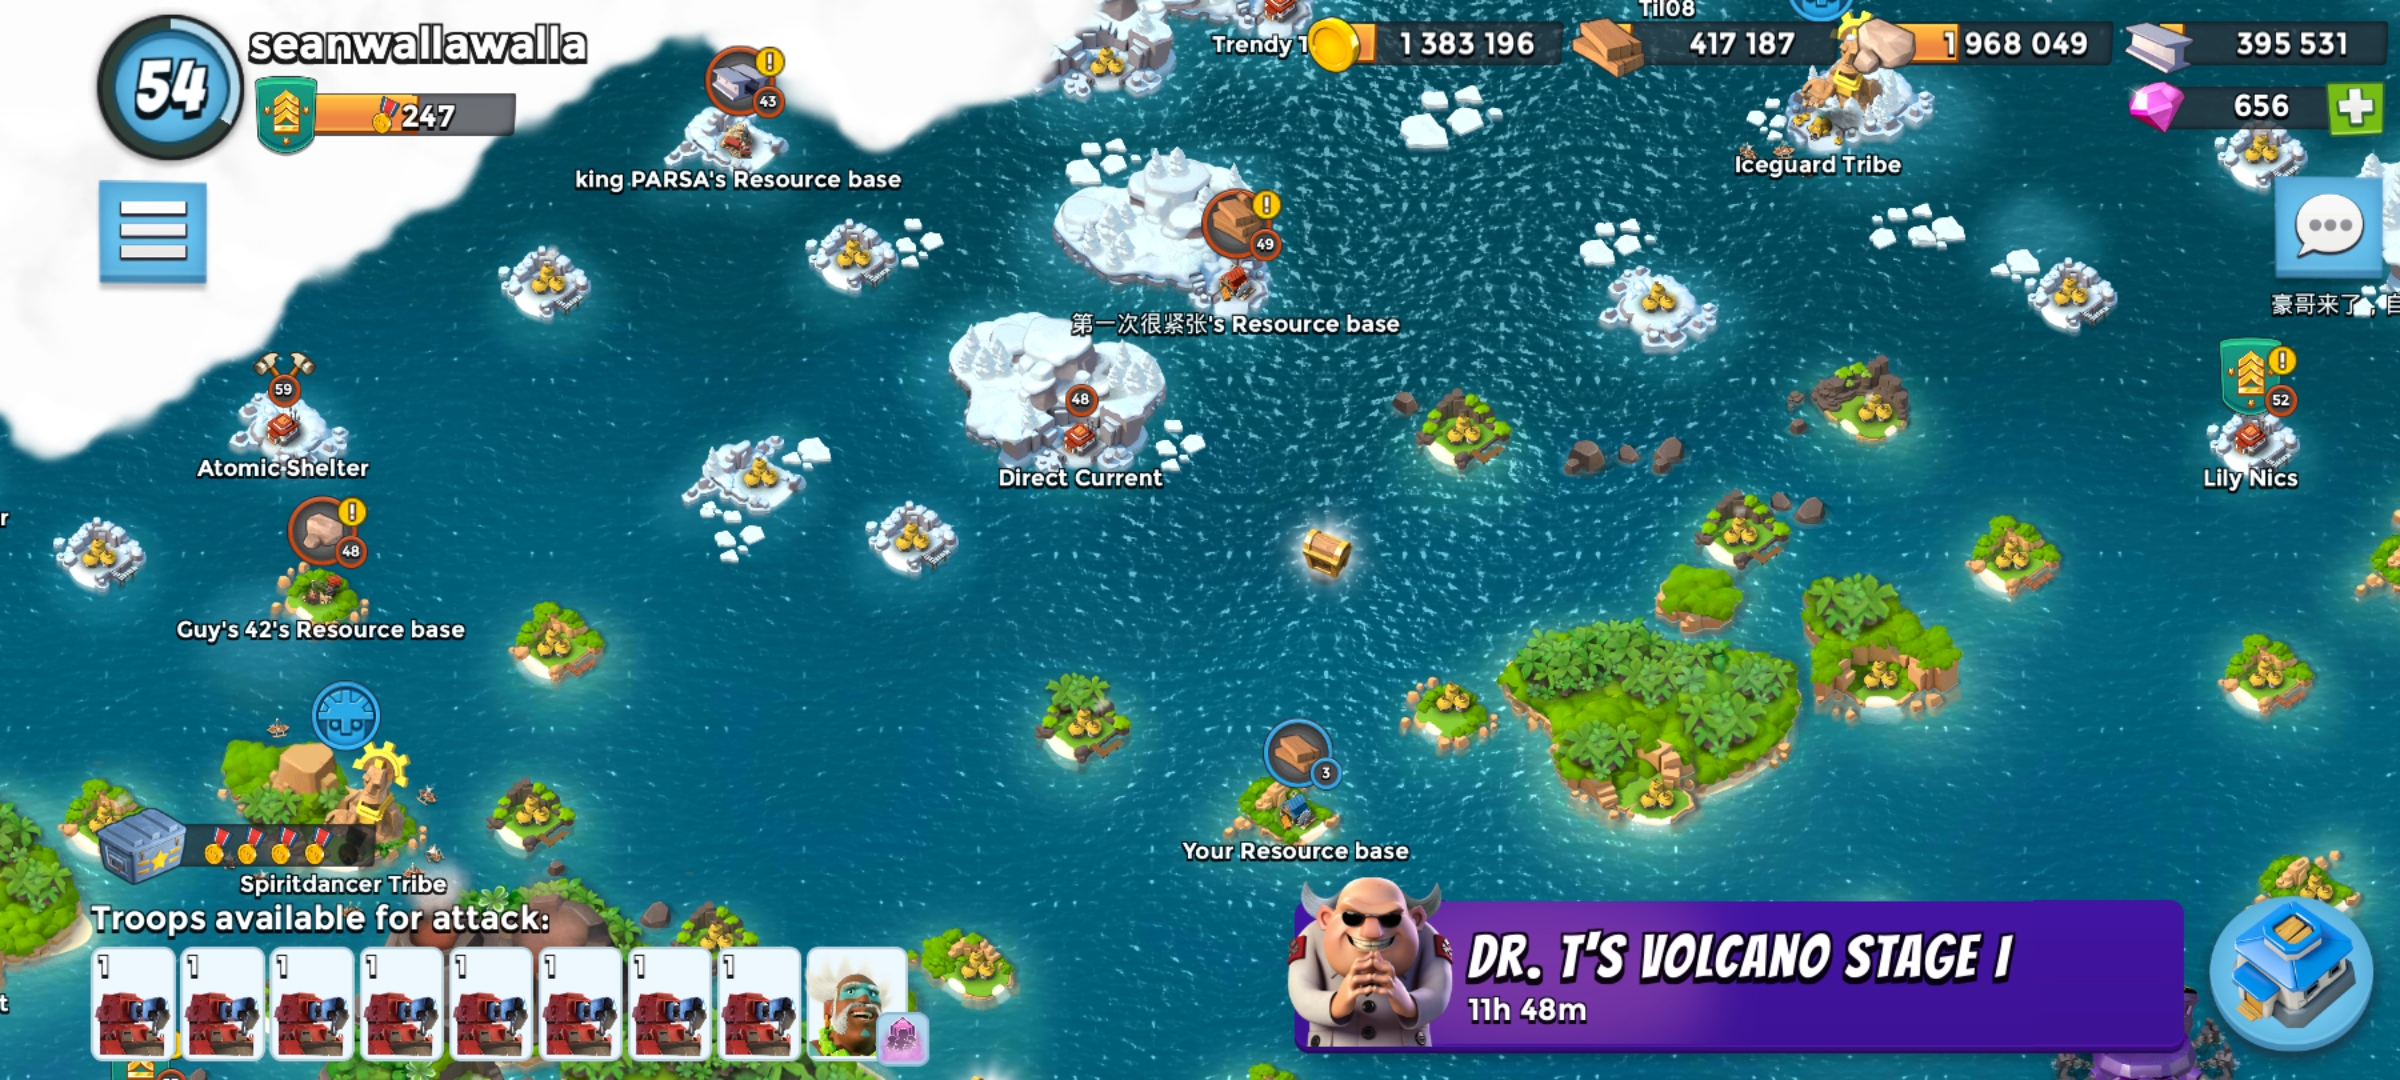 Til08
seanwallawalla
54
247
Trendy T
1 383 196
417 187
1 968 049
395 531
656
43
king PARSA's Resource base
Iceguard Tribe
49
第一次很紧张's Resource base
豪哥来了，自
59
Atomic Shelter
48
Direct Current
52
Lily Nics
r
48
Guy's 42's Resource base
3
Your Resource base
Spiritdancer Tribe
Troops available for attack:
1 1 1 1 1 1 1 1
DR. T'S VOLCANO STAGE I
11h 48m
t